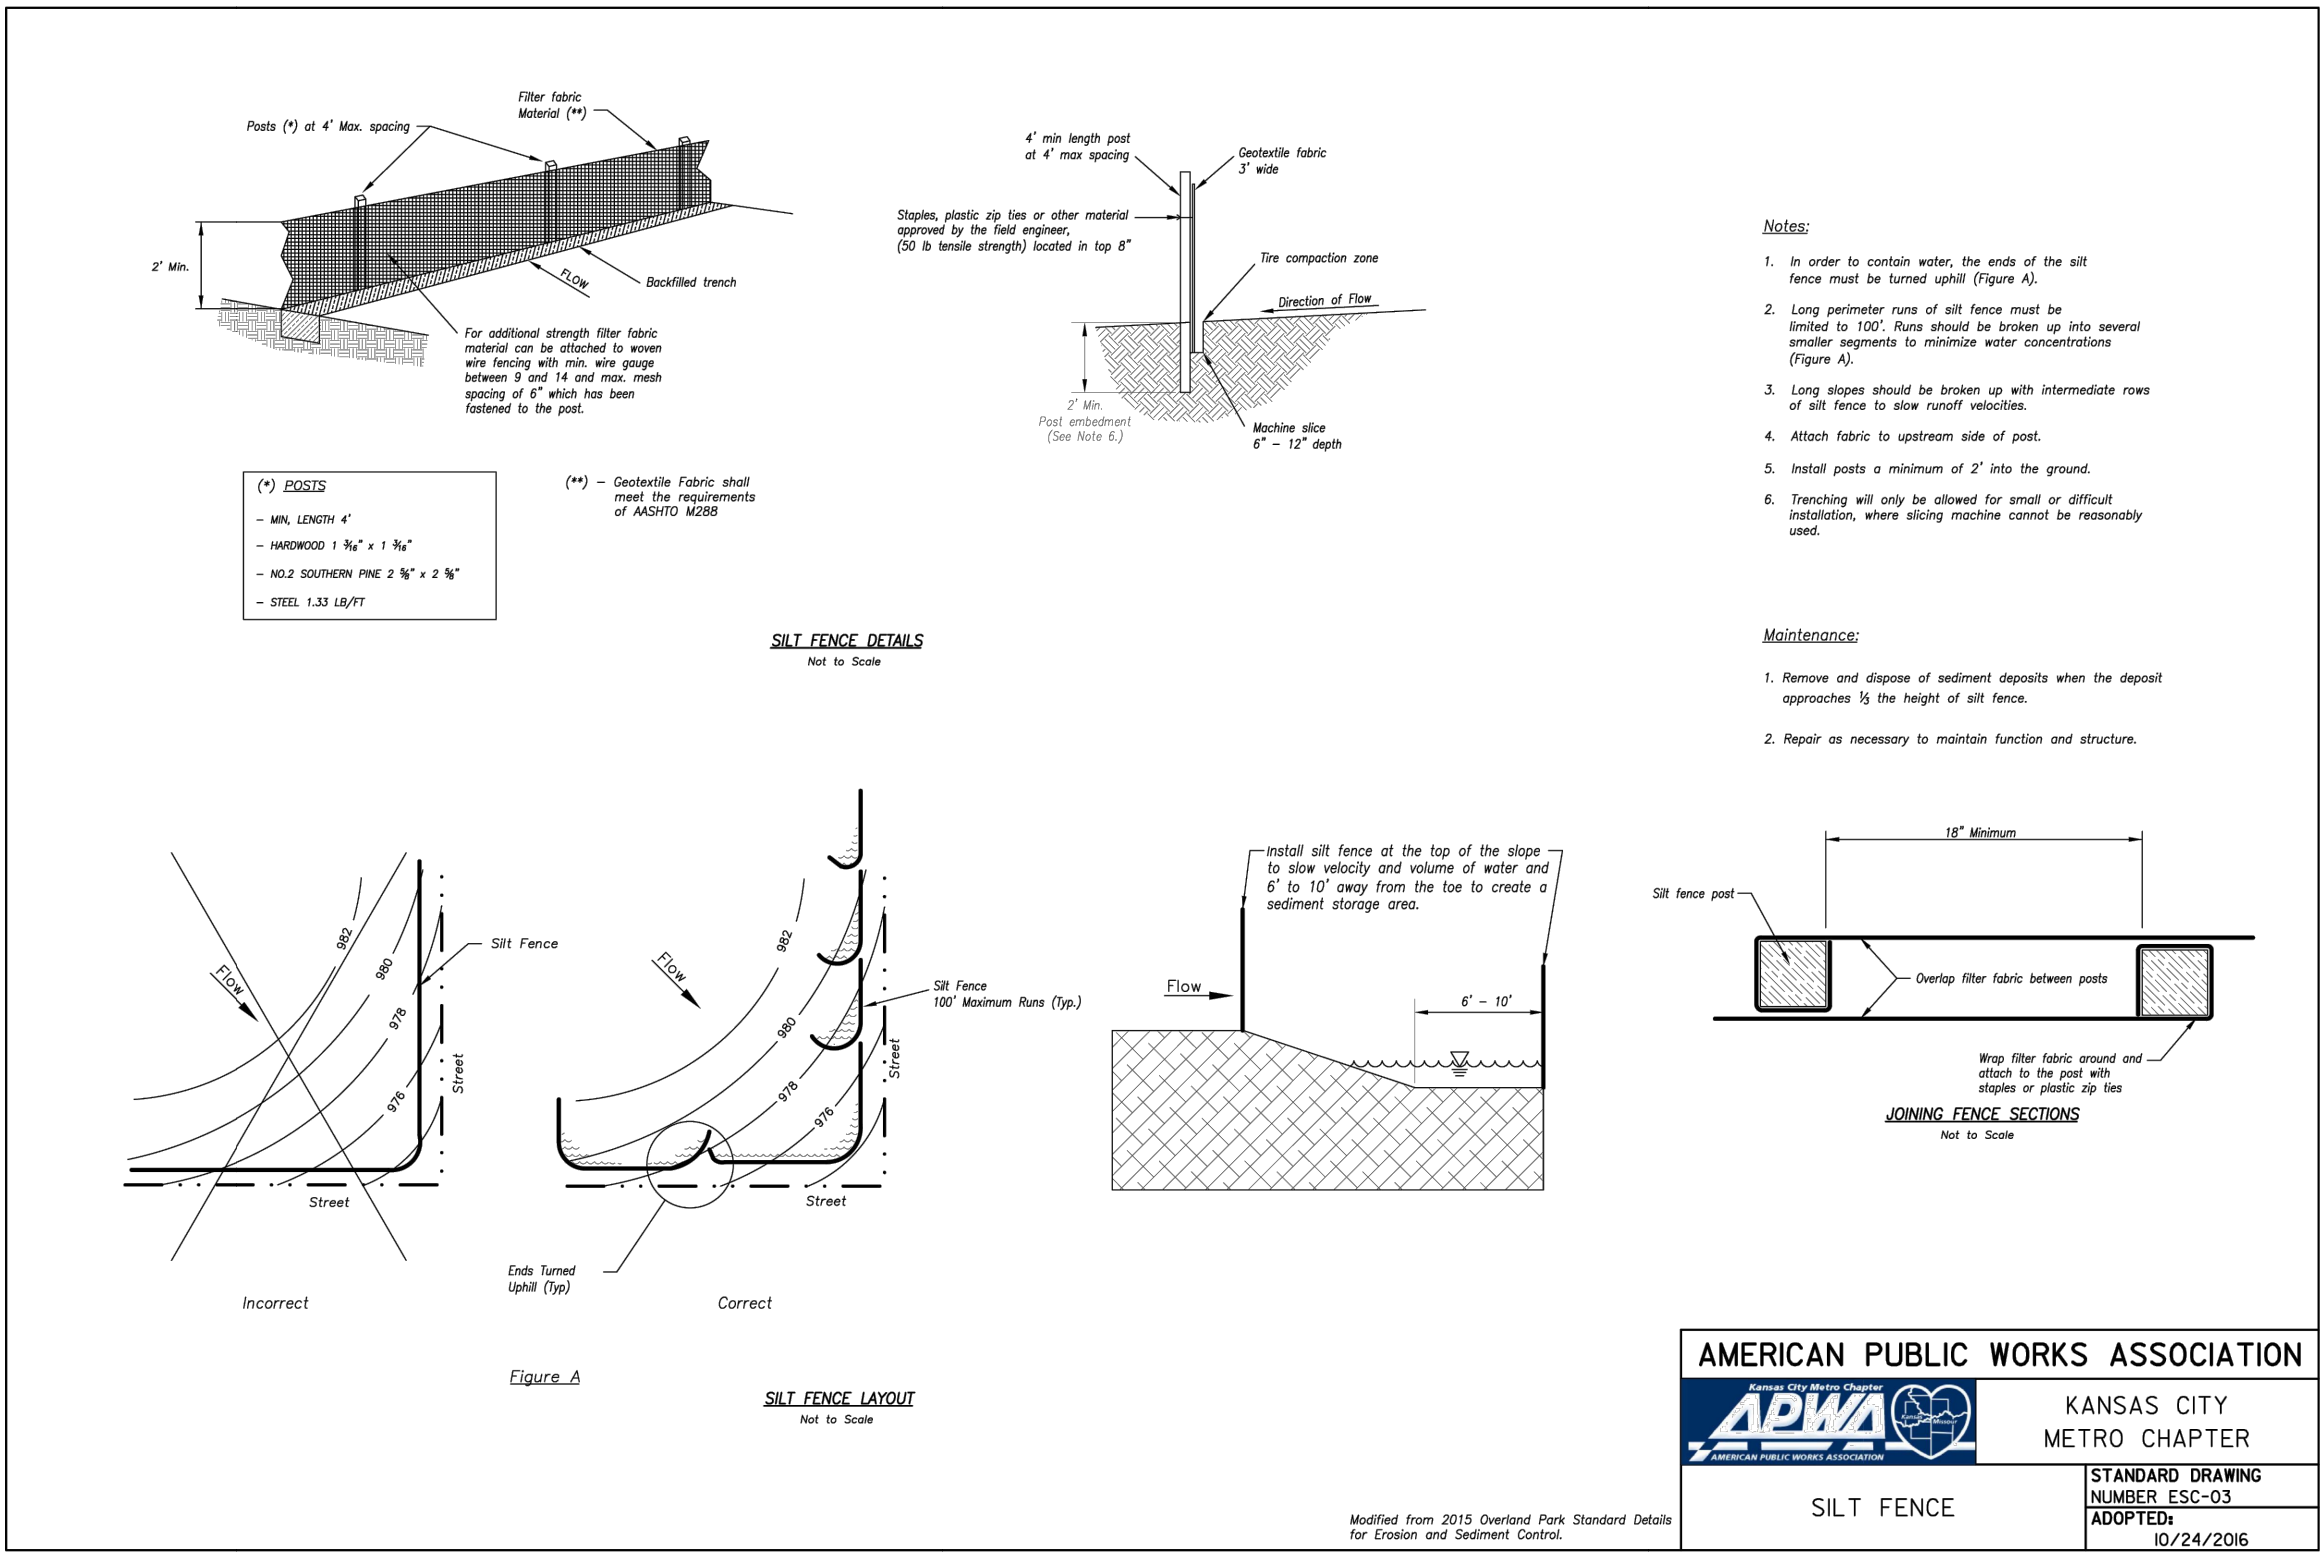 Filter fabric
Material (**)
Posts (*) at 4' Max. spacing
2' Min.
FLOW
Backfilled trench
For additional strength filter fabric
material can be attached to woven
wire fencing with min. wire gauge
between 9 and 14 and max. mesh
spacing of 6" which has been
fastened to the post.
4' min length post
at 4' max spacing
Geotextile fabric
3' wide
Staples, plastic zip ties or other material
approved by the field engineer,
(50 lb tensile strength) located in top 8"
Tire compaction zone
Direction of Flow
2' Min.
Post embedment
(See Note 6.)
Machine slice
6" – 12" depth
(*) POSTS
– MIN, LENGTH 4'
– HARDWOOD 1 3/16" x 1 3/16"
– NO.2 SOUTHERN PINE 2 5/8" x 2 5/8"
– STEEL 1.33 LB/FT
(**) – Geotextile Fabric shall
meet the requirements
of AASHTO M288
SILT FENCE DETAILS
Not to Scale
Notes:
1. In order to contain water, the ends of the silt
fence must be turned uphill (Figure A).
2. Long perimeter runs of silt fence must be
limited to 100'. Runs should be broken up into several
smaller segments to minimize water concentrations
(Figure A).
3. Long slopes should be broken up with intermediate rows
of silt fence to slow runoff velocities.
4. Attach fabric to upstream side of post.
5. Install posts a minimum of 2' into the ground.
6. Trenching will only be allowed for small or difficult
installation, where slicing machine cannot be reasonably
used.
Maintenance:
1. Remove and dispose of sediment deposits when the deposit
approaches 1/3 the height of silt fence.
2. Repair as necessary to maintain function and structure.
Flow
982
980
978
976
Silt Fence
Street
Street
Incorrect
Flow
982
980
978
976
Silt Fence
100' Maximum Runs (Typ.)
Street
Street
Ends Turned
Uphill (Typ)
Correct
Figure A
SILT FENCE LAYOUT
Not to Scale
Install silt fence at the top of the slope
to slow velocity and volume of water and
6' to 10' away from the toe to create a
sediment storage area.
Flow
6' – 10'
18" Minimum
Silt fence post
Overlap filter fabric between posts
Wrap filter fabric around and
attach to the post with
staples or plastic zip ties
JOINING FENCE SECTIONS
Not to Scale
Modified from 2015 Overland Park Standard Details
for Erosion and Sediment Control.
AMERICAN PUBLIC WORKS ASSOCIATION
Kansas City Metro Chapter
APWA
Kansas
Missouri
AMERICAN PUBLIC WORKS ASSOCIATION
KANSAS CITY
METRO CHAPTER
SILT FENCE
STANDARD DRAWING
NUMBER ESC-03
ADOPTED:
10/24/2016